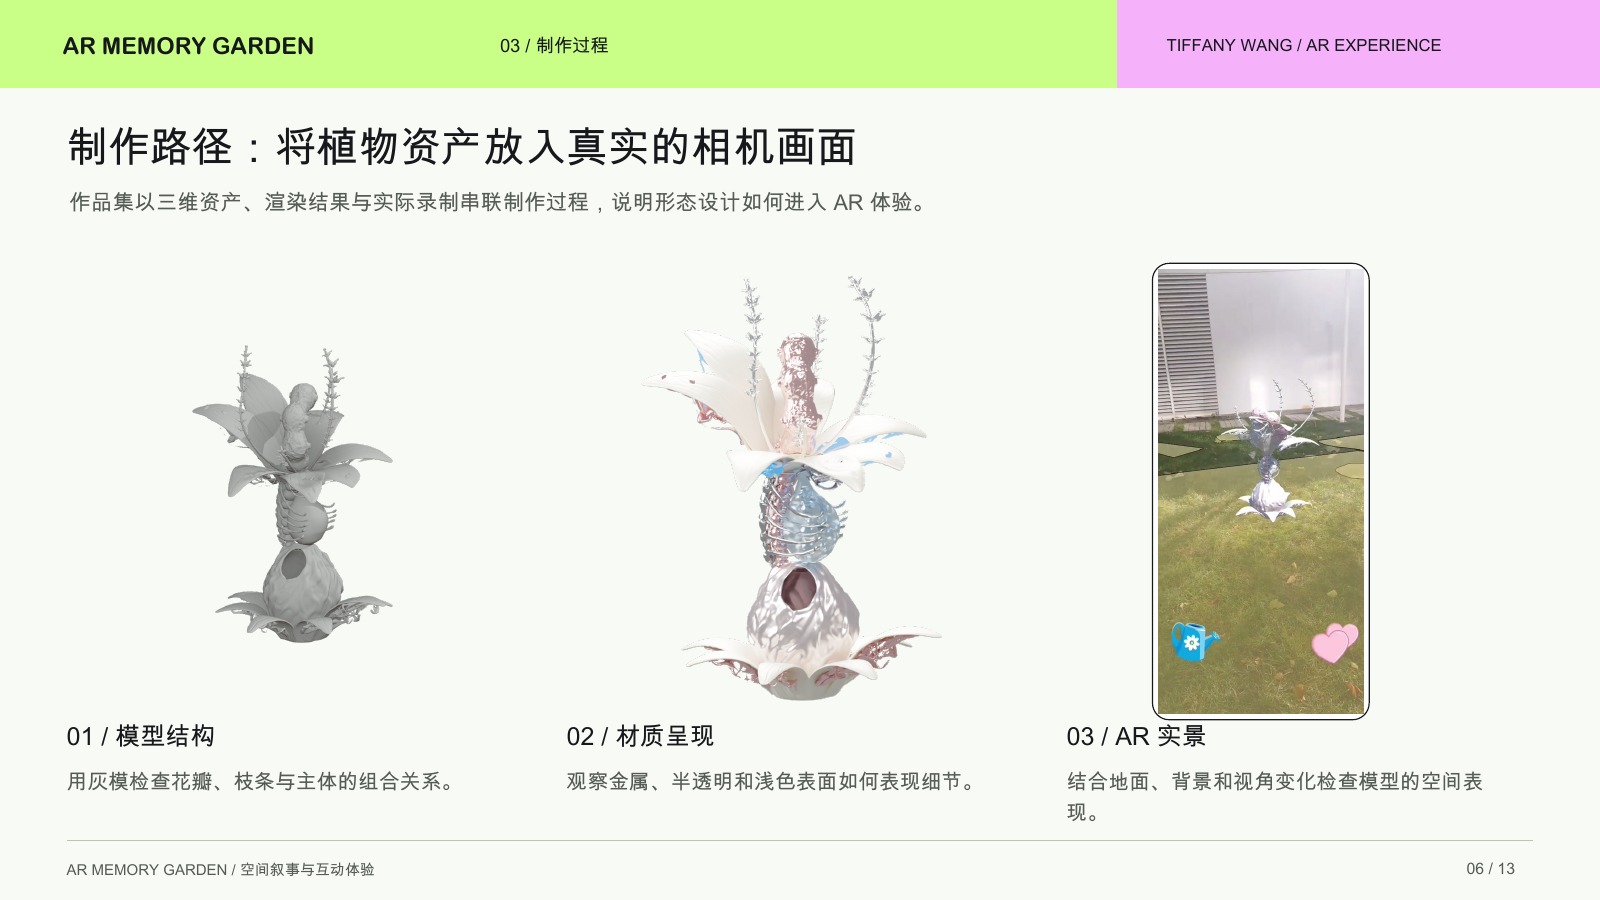 AR MEMORY GARDEN
03 / 制作过程
TIFFANY WANG / AR EXPERIENCE
制作路径：将植物资产放入真实的相机画面
作品集以三维资产、渲染结果与实际录制串联制作过程，说明形态设计如何进入 AR 体验。
01 / 模型结构
用灰模检查花瓣、枝条与主体的组合关系。
02 / 材质呈现
观察金属、半透明和浅色表面如何表现细节。
03 / AR 实景
结合地面、背景和视角变化检查模型的空间表
现。
AR MEMORY GARDEN / 空间叙事与互动体验
06 / 13